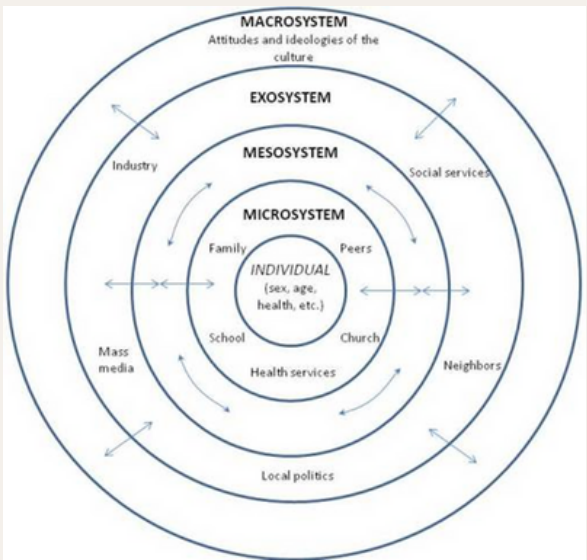 MACROSYSTEM
Attitudes and ideologies of the
culture
EXOSYSTEM
MESOSYSTEM
Industry
Social services
MICROSYSTEM
Family
Peers
INDIVIDUAL
(sex, age,
health, etc.)
School
Church
Mass
media
Health services
Neighbors
Local politics